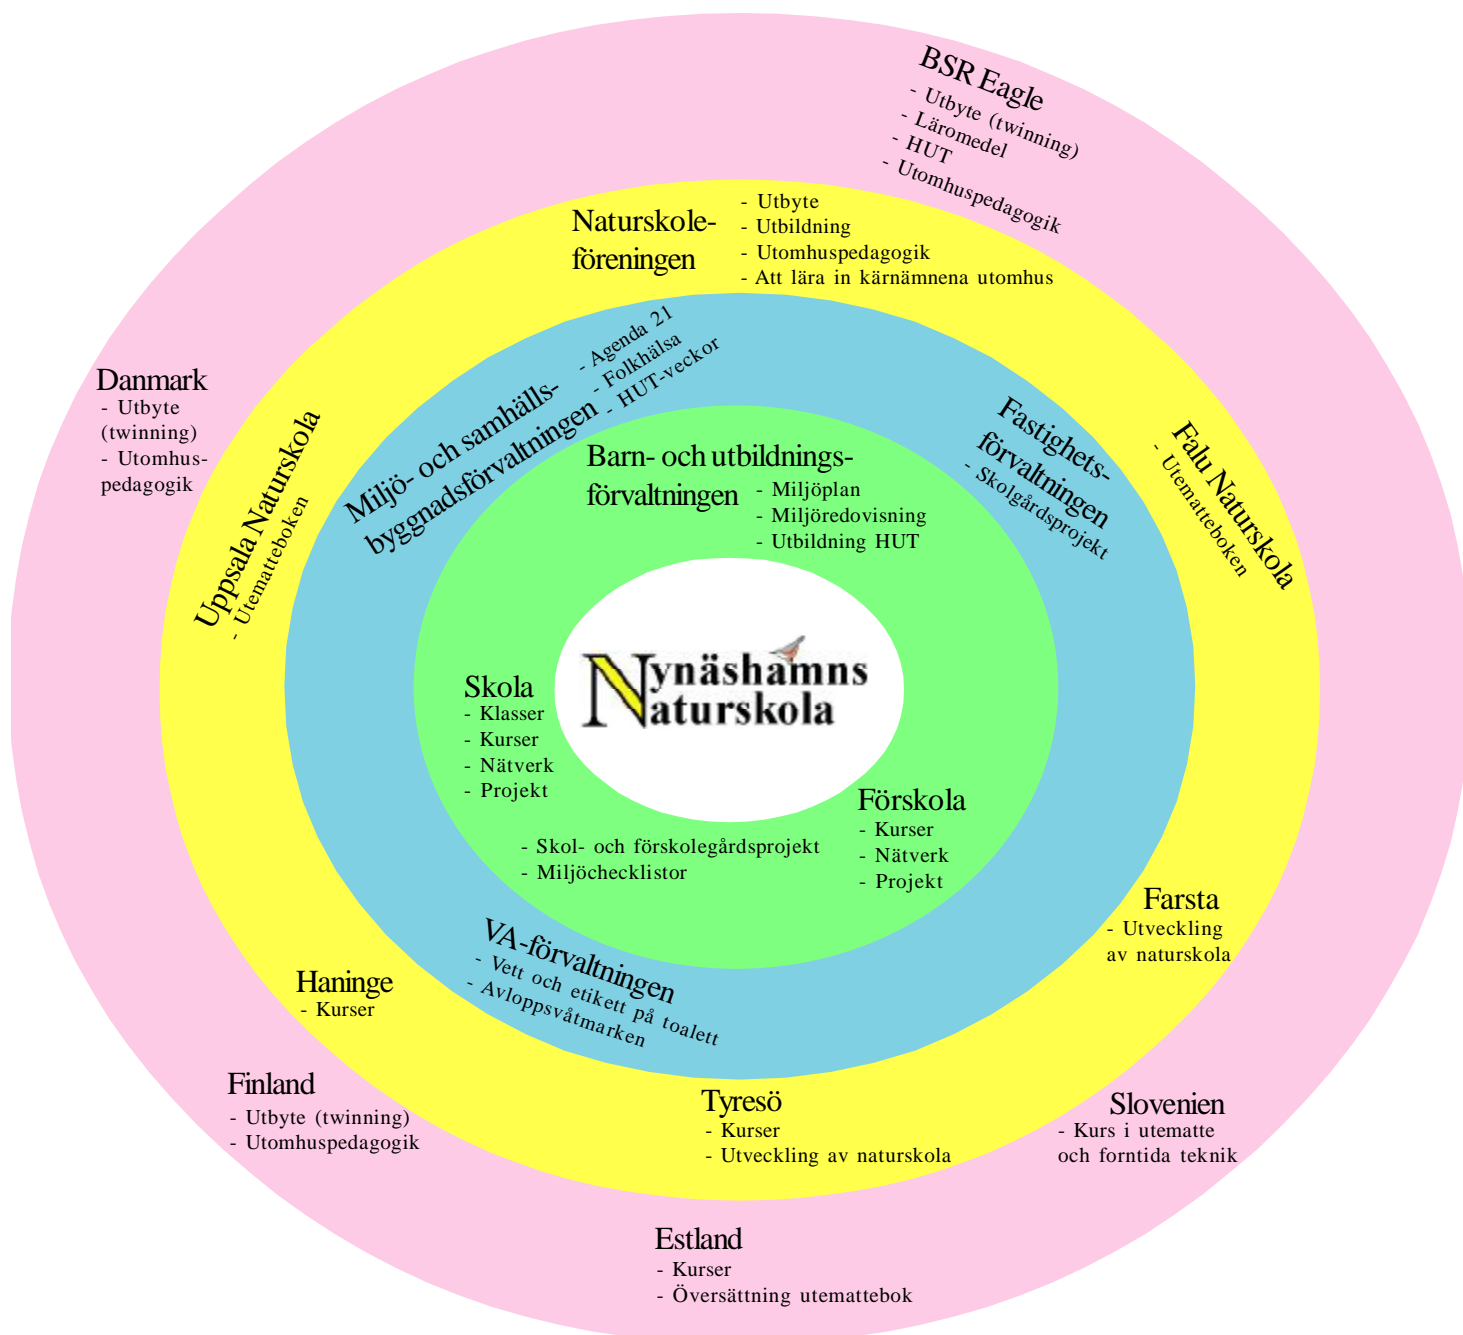 BSR Eagle
- Utbyte (twinning)
- Läromedel
- HUT
- Utomhuspedagogik
Naturskole-
föreningen
- Utbyte
- Utbildning
- Utomhuspedagogik
- Att lära in kärnämnena utomhus
Danmark
- Utbyte
(twinning)
- Utomhus-
pedagogik
Uppsala Naturskola
- Utematteboken
Miljö- och samhälls-
byggnadsförvaltningen
- Agenda 21
- Folkhälsa
- HUT-veckor
Fastighets-
förvaltningen
- Skolgårdsprojekt
Falu Naturskola
- Utematteboken
Barn- och utbildnings-
förvaltningen
- Miljöplan
- Miljöredovisning
- Utbildning HUT
Nynäshamns
Naturskola
Skola
- Klasser
- Kurser
- Nätverk
- Projekt
Förskola
- Kurser
- Nätverk
- Projekt
- Skol- och förskolegårdsprojekt
- Miljöchecklistor
VA-förvaltningen
- Vett och etikett på toalett
- Avloppsvåtmarken
Farsta
- Utveckling
av naturskola
Haninge
- Kurser
Finland
- Utbyte (twinning)
- Utomhuspedagogik
Tyresö
- Kurser
- Utveckling av naturskola
Slovenien
- Kurs i utematte
och forntida teknik
Estland
- Kurser
- Översättning utemattebok